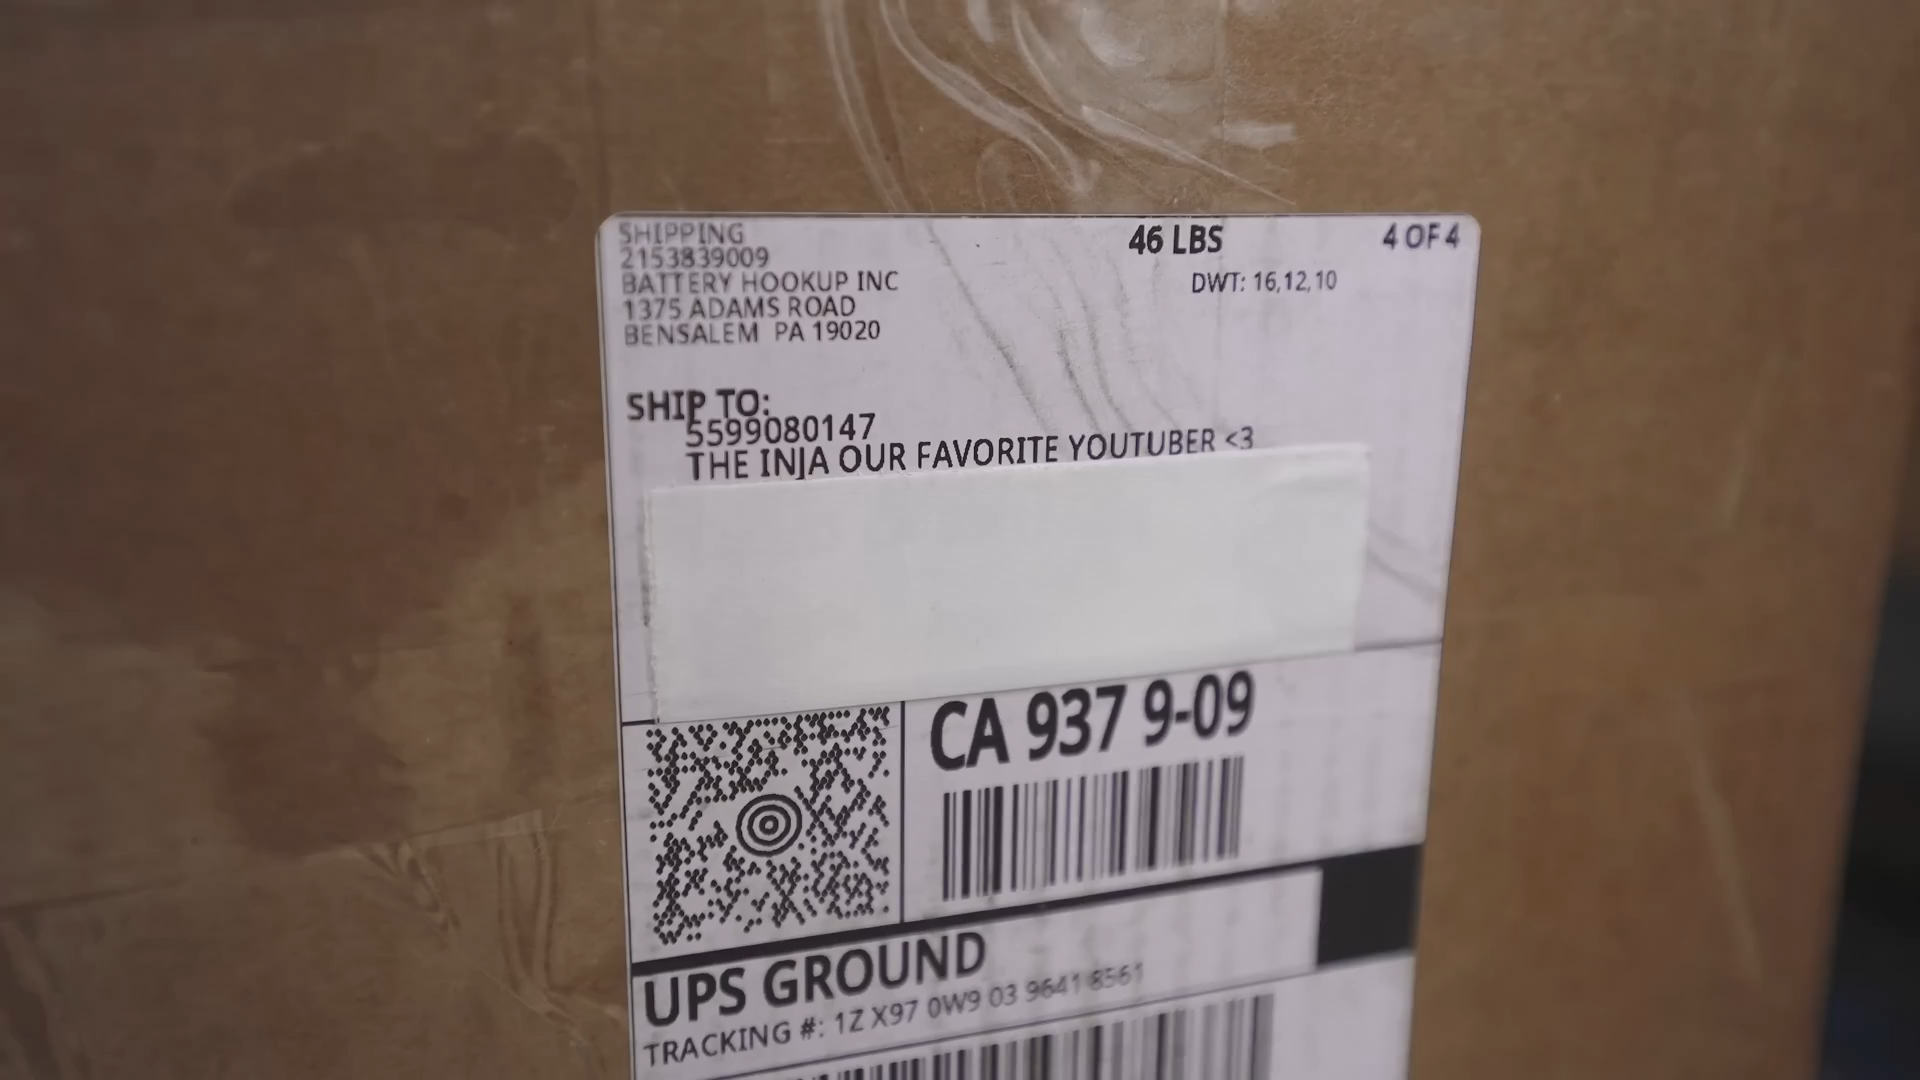 SHIPPING
2153839009
BATTERY HOOKUP INC
1375 ADAMS ROAD
BENSALEM PA 19020
46 LBS
4 OF 4
DWT: 16,12,10
SHIP TO:
5599080147
THE INJA OUR FAVORITE YOUTUBER <3
CA 937 9-09
UPS GROUND
TRACKING #: 1Z X97 0W9 03 9641 8561